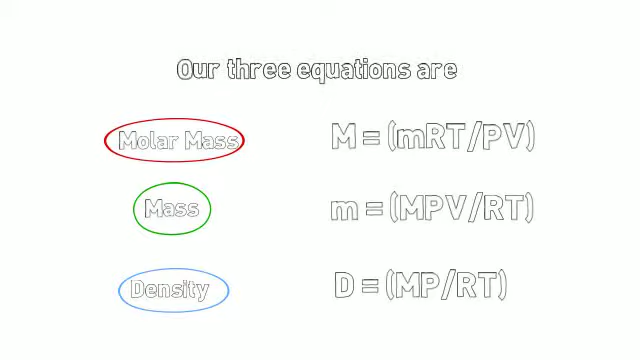 Our three equations are
Molar Mass M = (mRT/PV)
Mass m = (MPV/RT)
Density D = (MP/RT)